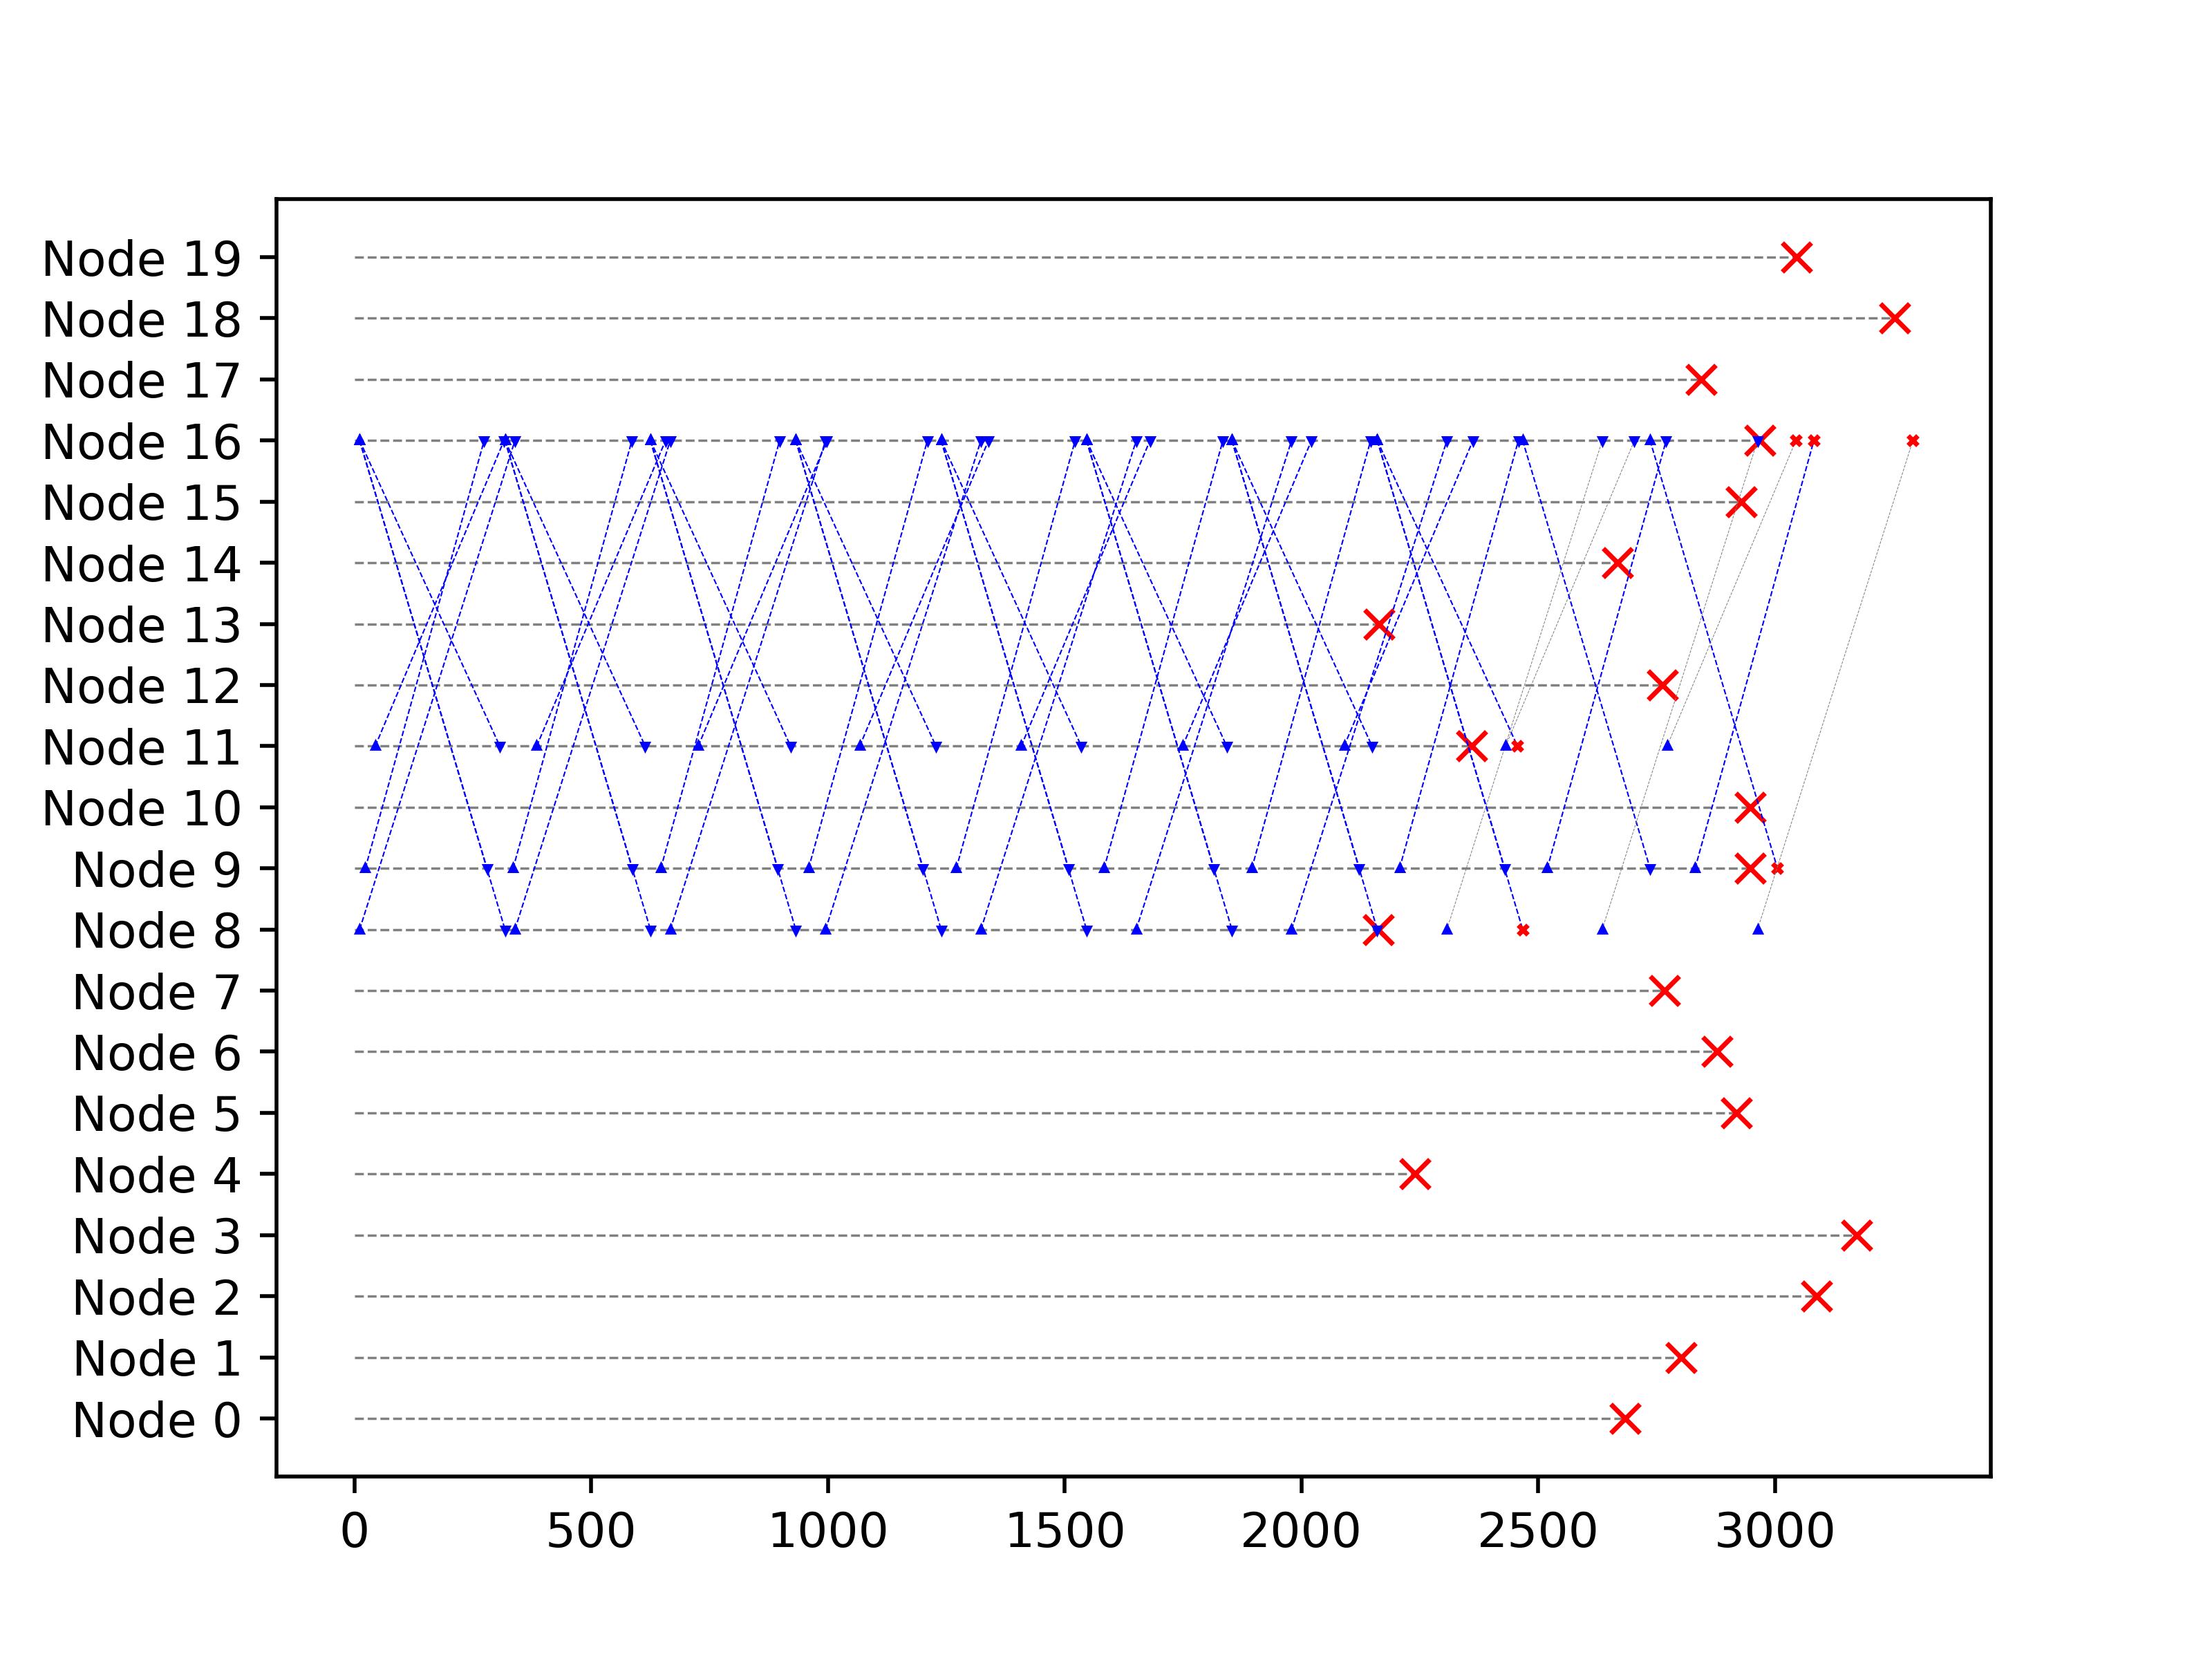 Node 19
Node 18
Node 17
Node 16
Node 15
Node 14
Node 13
Node 12
Node 11
Node 10
Node 9
Node 8
Node 7
Node 6
Node 5
Node 4
Node 3
Node 2
Node 1
Node 0
0 500 1000 1500 2000 2500 3000